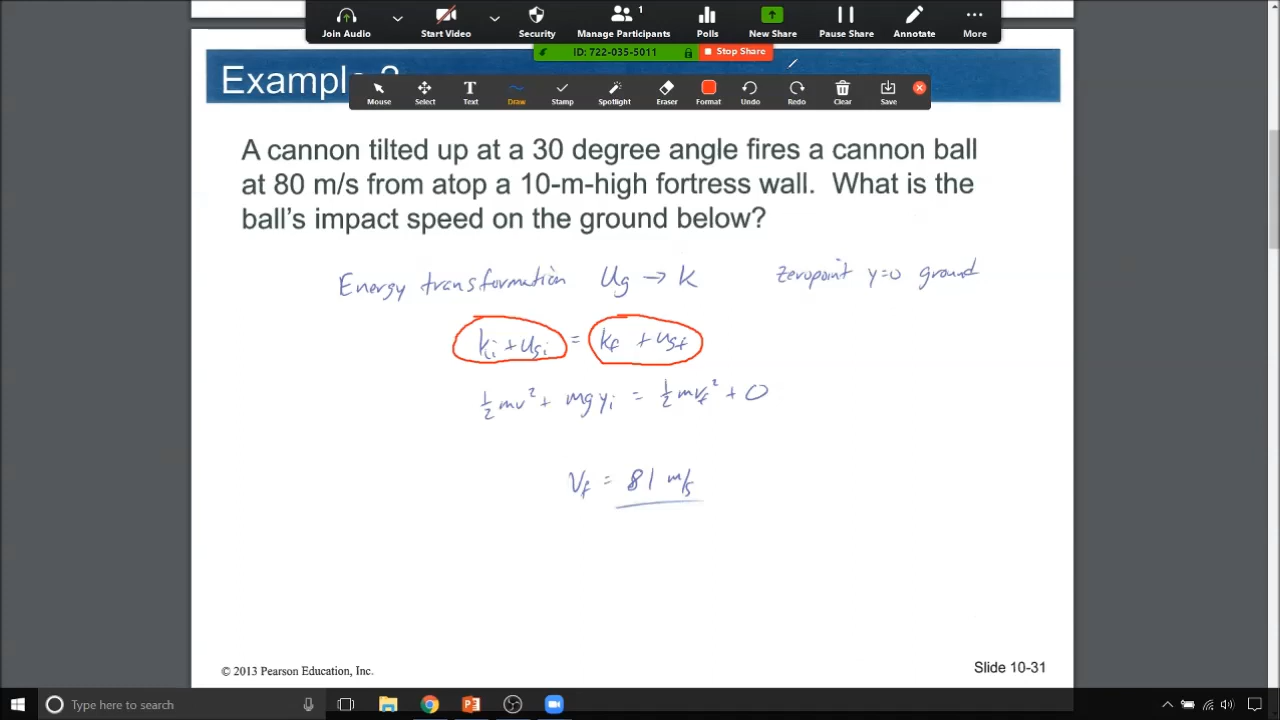 Join Audio Start Video Security 1 Manage Participants Polls New Share Pause Share Annotate More
ID: 722-035-5011 Stop Share
Mouse Select Text Draw Stamp Spotlight Eraser Format Undo Redo Clear Save
A cannon tilted up at a 30 degree angle fires a cannon ball
at 80 m/s from atop a 10-m-high fortress wall. What is the
ball's impact speed on the ground below?
Energy transformation Ug → K zeropoint y=0 ground
Ki + Ugi = Kf + Ugf
½mv² + mgyi = ½mvf² + 0
Vf = 81 m/s
© 2013 Pearson Education, Inc. Slide 10-31
Type here to search